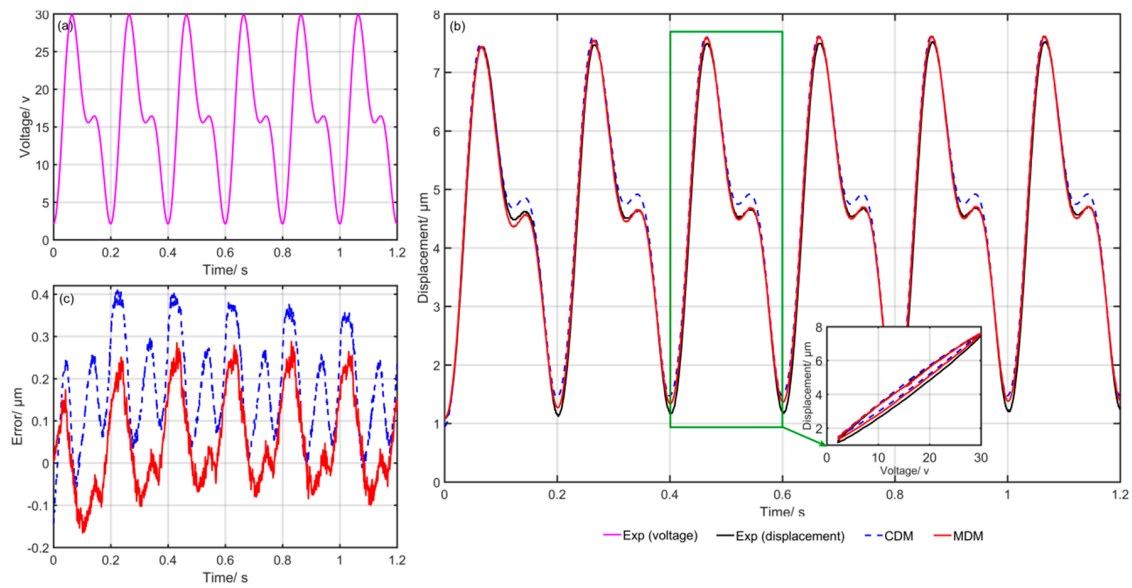 (a)
30
25
20
15
10
5
0
Voltage/ v
0 0.2 0.4 0.6 0.8 1 1.2
Time/ s
(b)
8
7
6
5
4
3
2
1
0
Displacement/ μm
0 0.2 0.4 0.6 0.8 1 1.2
Time/ s
8
6
4
2
Displacement/ μm
0 10 20 30
Voltage/ v
(c)
0.4
0.3
0.2
0.1
0
-0.1
-0.2
Error/ μm
0 0.2 0.4 0.6 0.8 1 1.2
Time/ s
Exp (voltage) Exp (displacement) CDM MDM